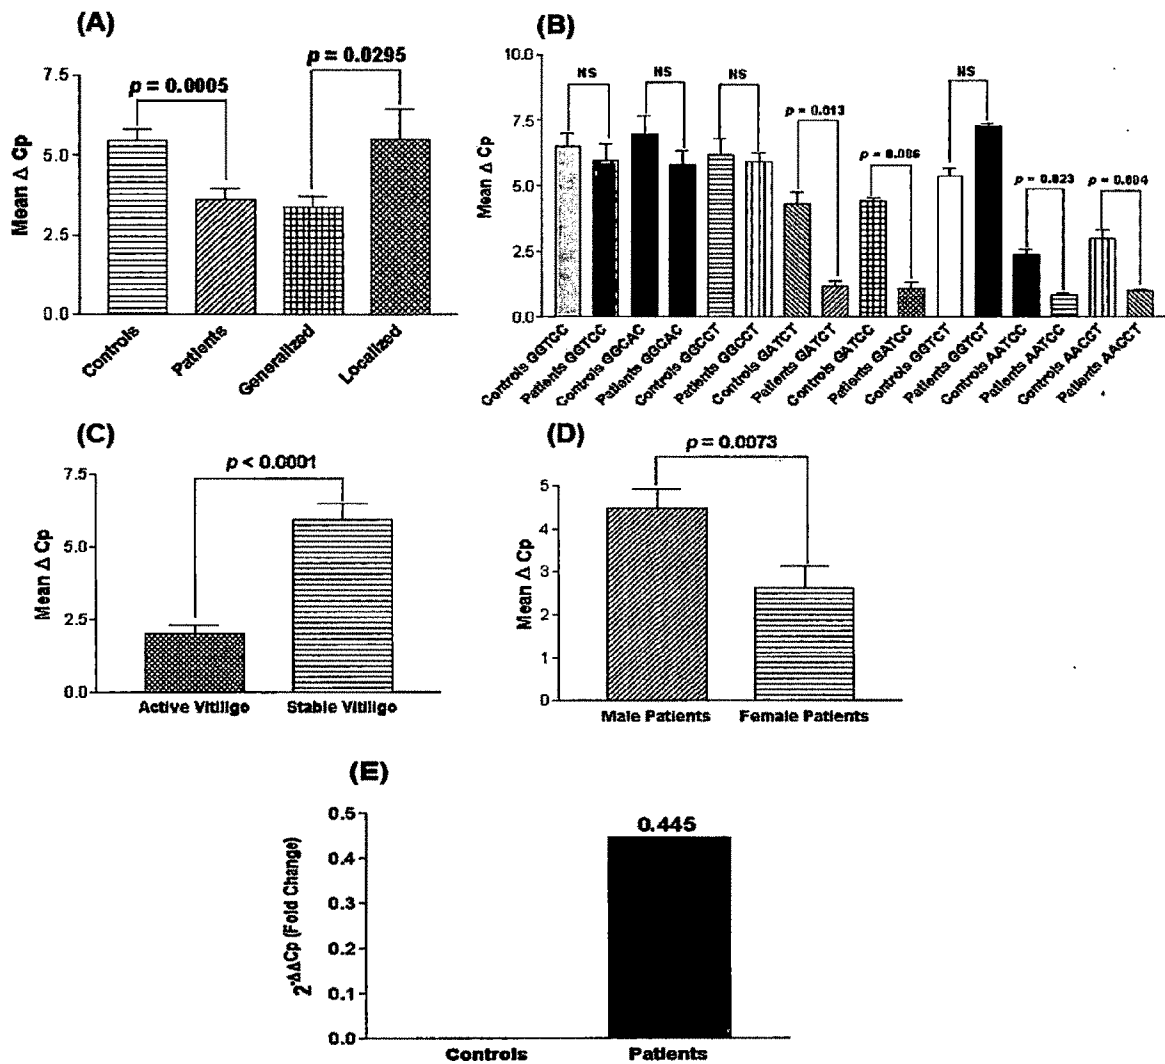 (A)
p = 0.0005
p = 0.0295
Mean Δ Cp
7.5
5.0
2.5
0.0
Controls
Patients
Generalized
Localized
(B)
Mean Δ Cp
10.0
7.5
5.0
2.5
0.0
NS
NS
NS
p = 0.013
p = 0.006
NS
p = 0.023
p = 0.004
Controls GGTCC
Patients GGTCC
Controls GGCAC
Patients GGCAC
Controls GGCCT
Patients GGCCT
Controls GATCT
Patients GATCT
Controls GATCC
Patients GATCC
Controls GGTCT
Patients GGTCT
Controls AATCC
Patients AATCC
Controls AACCT
Patients AACCT
(C)
p < 0.0001
Mean Δ Cp
7.5
5.0
2.5
0.0
Active Vitiligo
Stable Vitiligo
(D)
p = 0.0073
Mean Δ Cp
5
4
3
2
1
0
Male Patients
Female Patients
(E)
2-ΔΔCp (Fold Change)
0.5
0.4
0.3
0.2
0.1
0.0
0.445
Controls
Patients